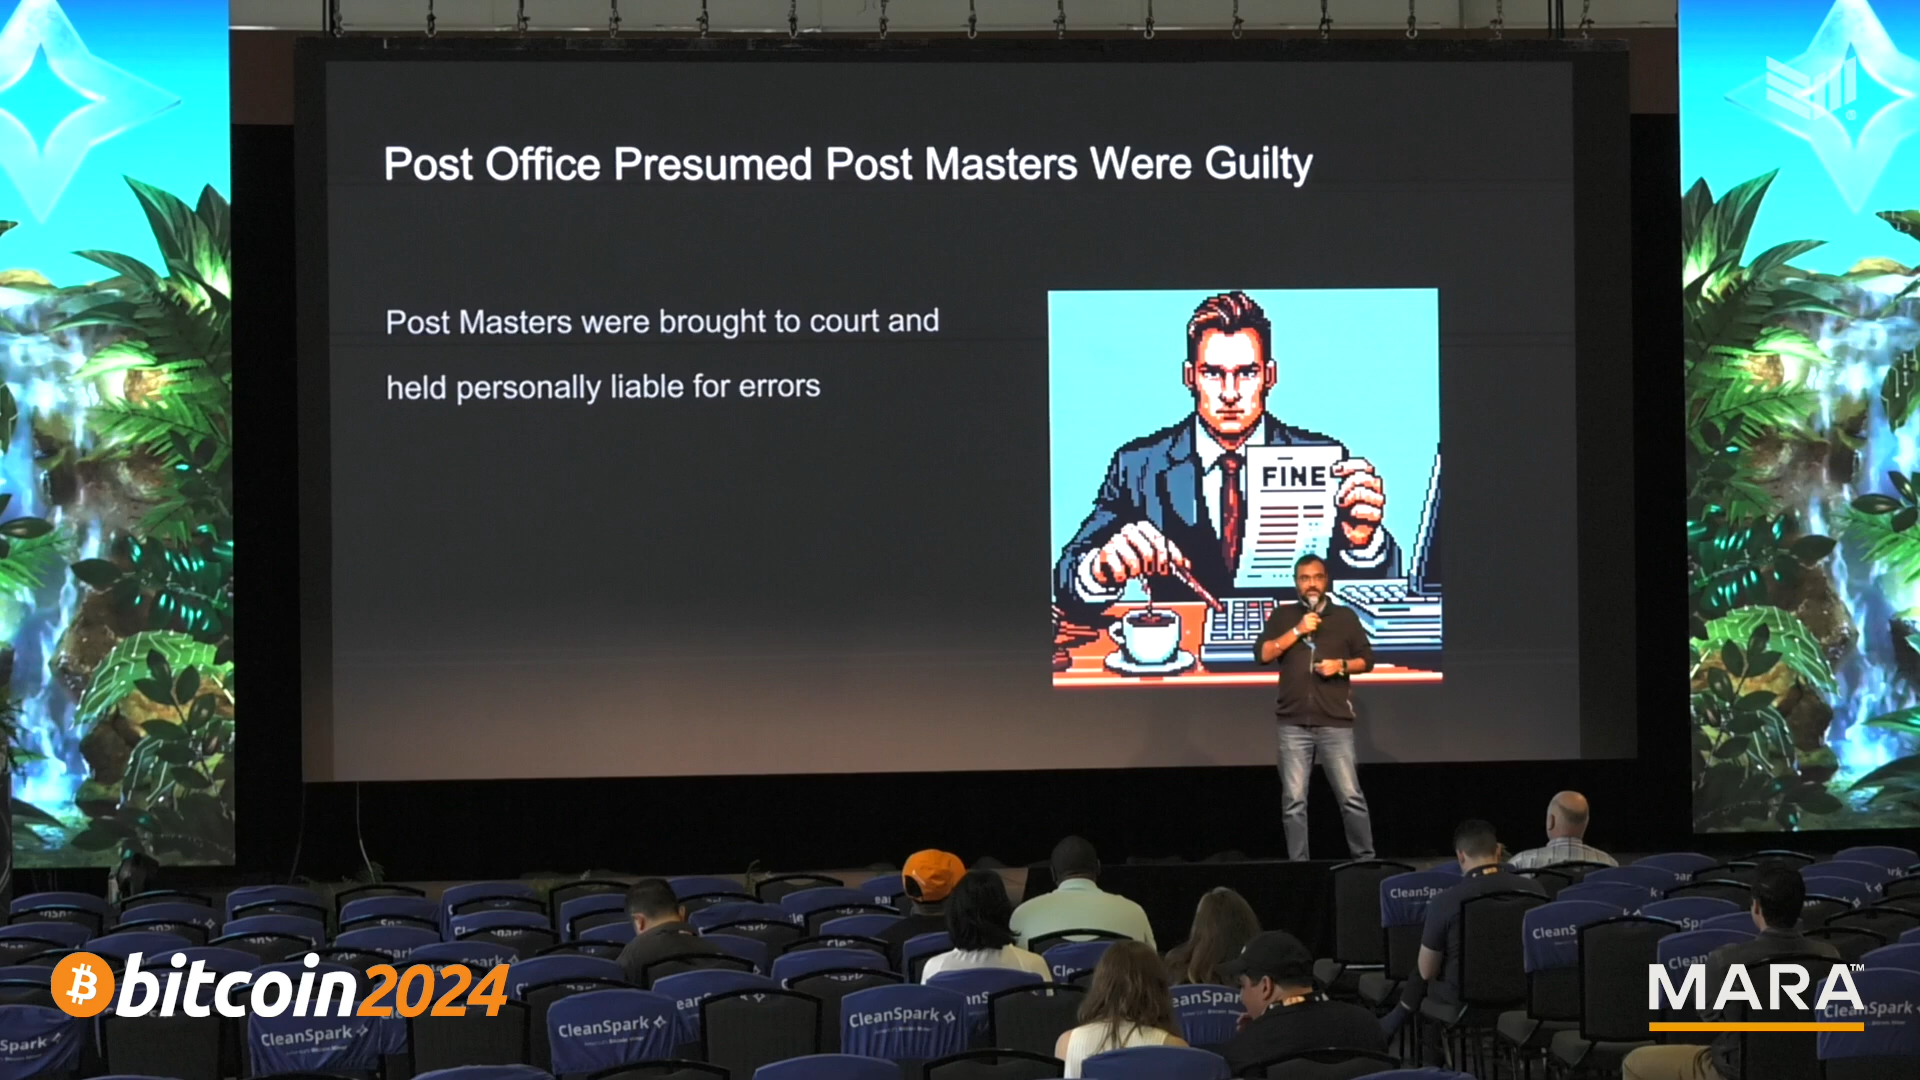 Post Office Presumed Post Masters Were Guilty
Post Masters were brought to court and
held personally liable for errors
FINE
bitcoin2024
MARA™
CleanSpark
CleanSpark
CleanSpark